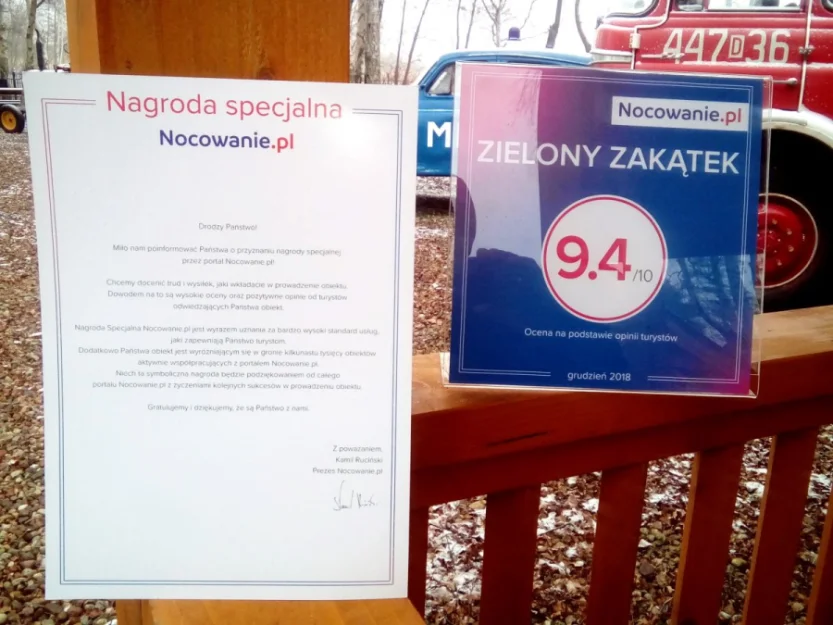 Nagroda specjalna
Nocowanie.pl
Drodzy Państwo!
Miło nam poinformować Państwa o przyznaniu nagrody specjalnej
przez portal Nocowanie.pl!
Chcemy docenić trud i wysiłek, jaki wkładacie w prowadzenie obiektu.
Dowodem na to są wysokie oceny oraz pozytywne opinie od turystów
odwiedzających Państwa obiekt.
Nagroda Specjalna Nocowanie.pl jest wyrazem uznania za bardzo wysoki standard usług,
jaki zapewniają Państwo turystom.
Dodatkowo Państwa obiekt jest wyróżniającym się w gronie kilkunastu tysięcy obiektów
aktywnie współpracujących z portalem Nocowanie.pl.
Niech ta symboliczna nagroda będzie podziękowaniem od całego
portalu Nocowanie.pl z życzeniami kolejnych sukcesów w prowadzeniu obiektu.
Gratulujemy i dziękujemy, że są Państwo z nami.
Z poważaniem,
Kamil Ruciński
Prezes Nocowanie.pl
Nocowanie.pl
ZIELONY ZAKĄTEK
9.4/10
Ocena na podstawie opinii turystów
grudzień 2018
M
447D36